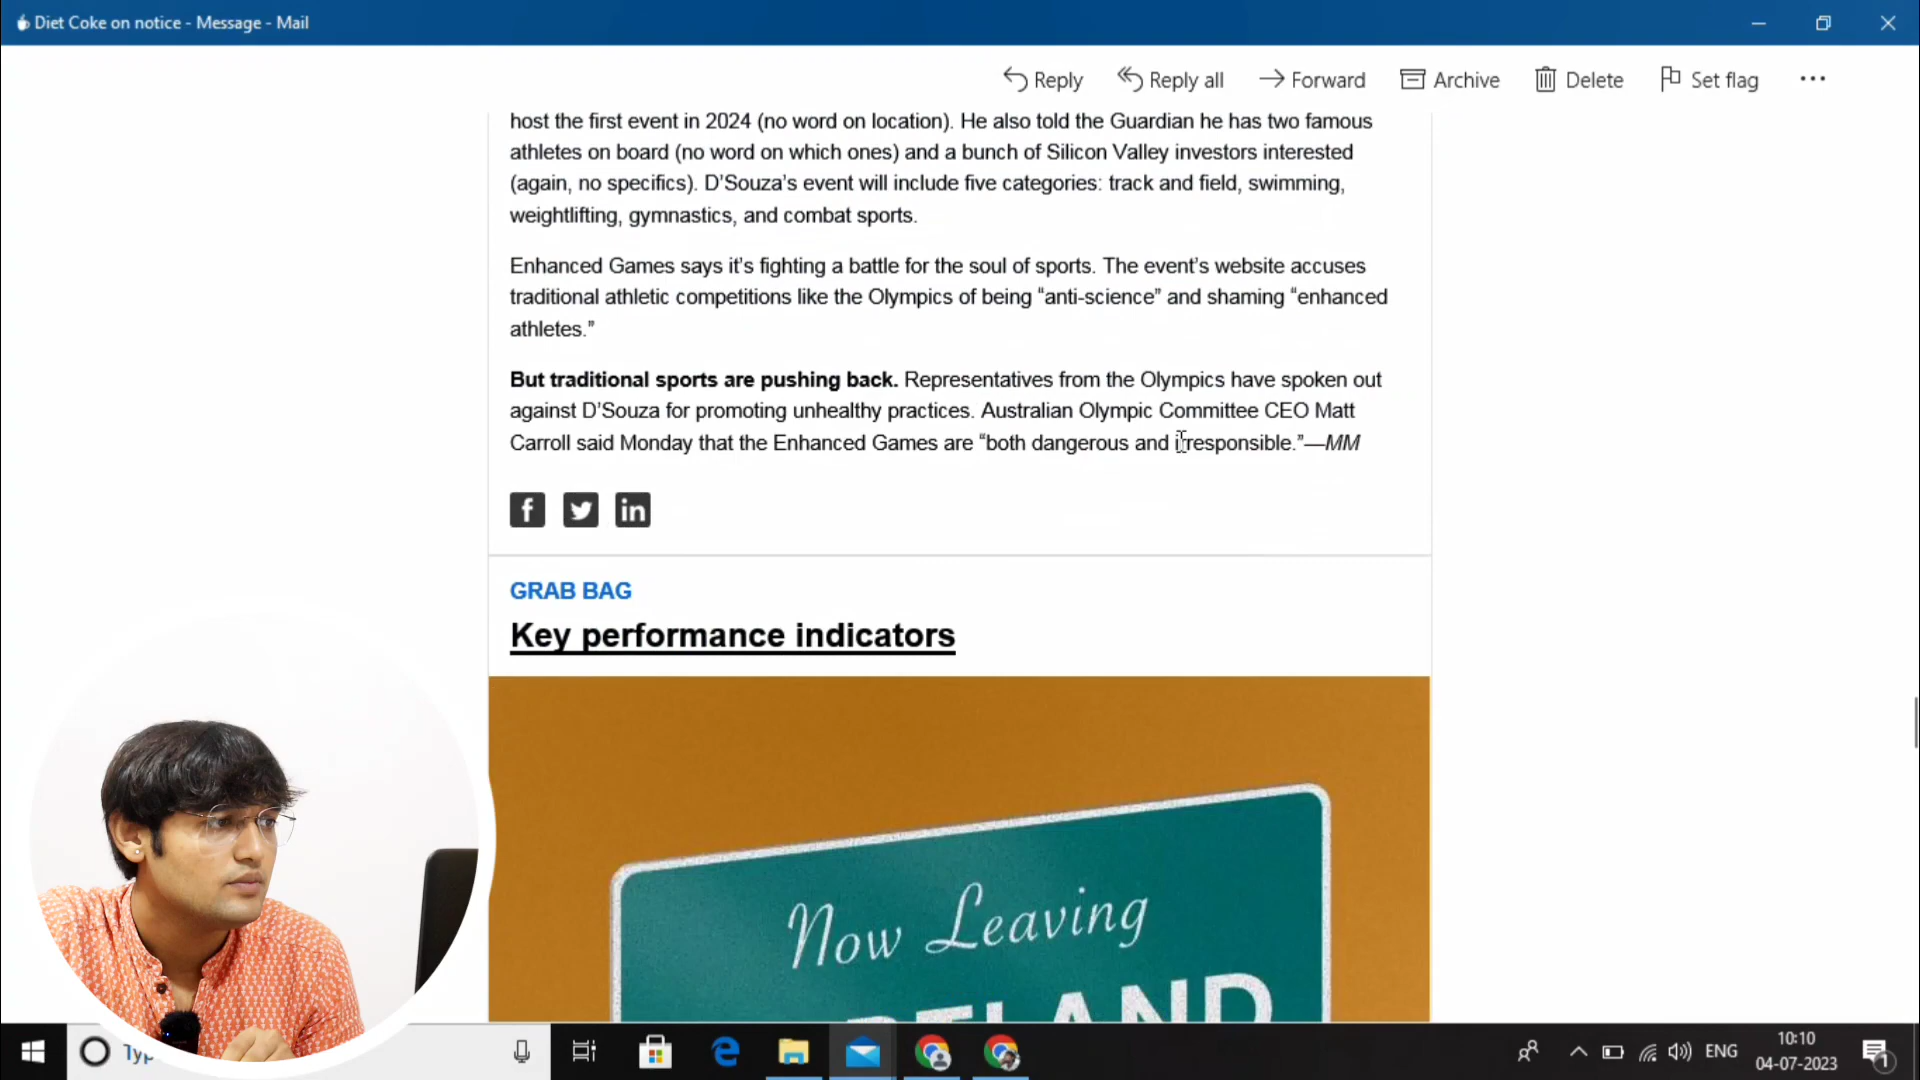 Diet Coke on notice - Message - Mail
Reply
Reply all
Forward
Archive
Delete
Set flag
host the first event in 2024 (no word on location). He also told the Guardian he has two famous
athletes on board (no word on which ones) and a bunch of Silicon Valley investors interested
(again, no specifics). D’Souza’s event will include five categories: track and field, swimming,
weightlifting, gymnastics, and combat sports.
Enhanced Games says it’s fighting a battle for the soul of sports. The event’s website accuses
traditional athletic competitions like the Olympics of being “anti-science” and shaming “enhanced
athletes.”
But traditional sports are pushing back. Representatives from the Olympics have spoken out
against D’Souza for promoting unhealthy practices. Australian Olympic Committee CEO Matt
Carroll said Monday that the Enhanced Games are “both dangerous and irresponsible.”—MM
f
in
GRAB BAG
Key performance indicators
Now Leaving
ENG
10:10
04-07-2023
1